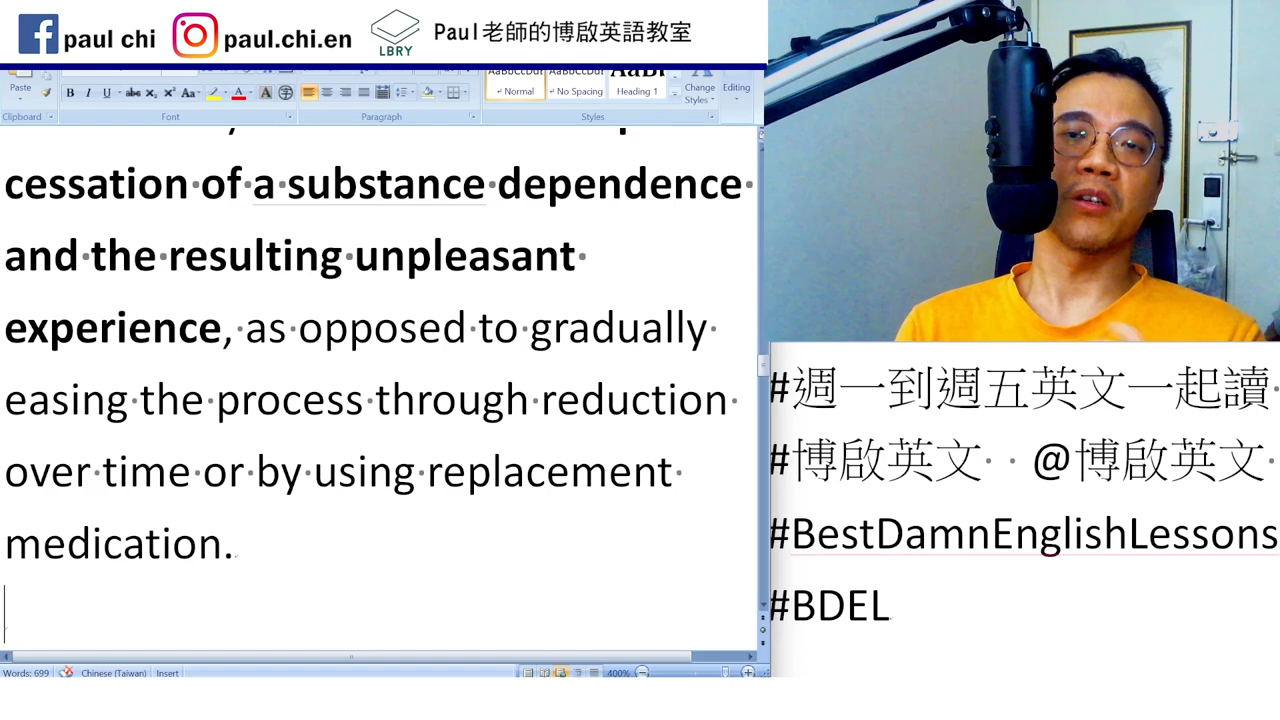 paul chi
paul.chi.en
LBRY
Paul老師的博啟英語教室
Paste
Clipboard
Font
Paragraph
Normal
No Spacing
Heading 1
Change
Styles
Editing
Styles
cessation of a substance dependence
and the resulting unpleasant
experience, as opposed to gradually
easing the process through reduction
over time or by using replacement
medication.
Words: 699
Chinese (Taiwan)
Insert
400%
#週一到週五英文一起讀
#博啟英文 @博啟英文
#BestDamnEnglishLessons
#BDEL